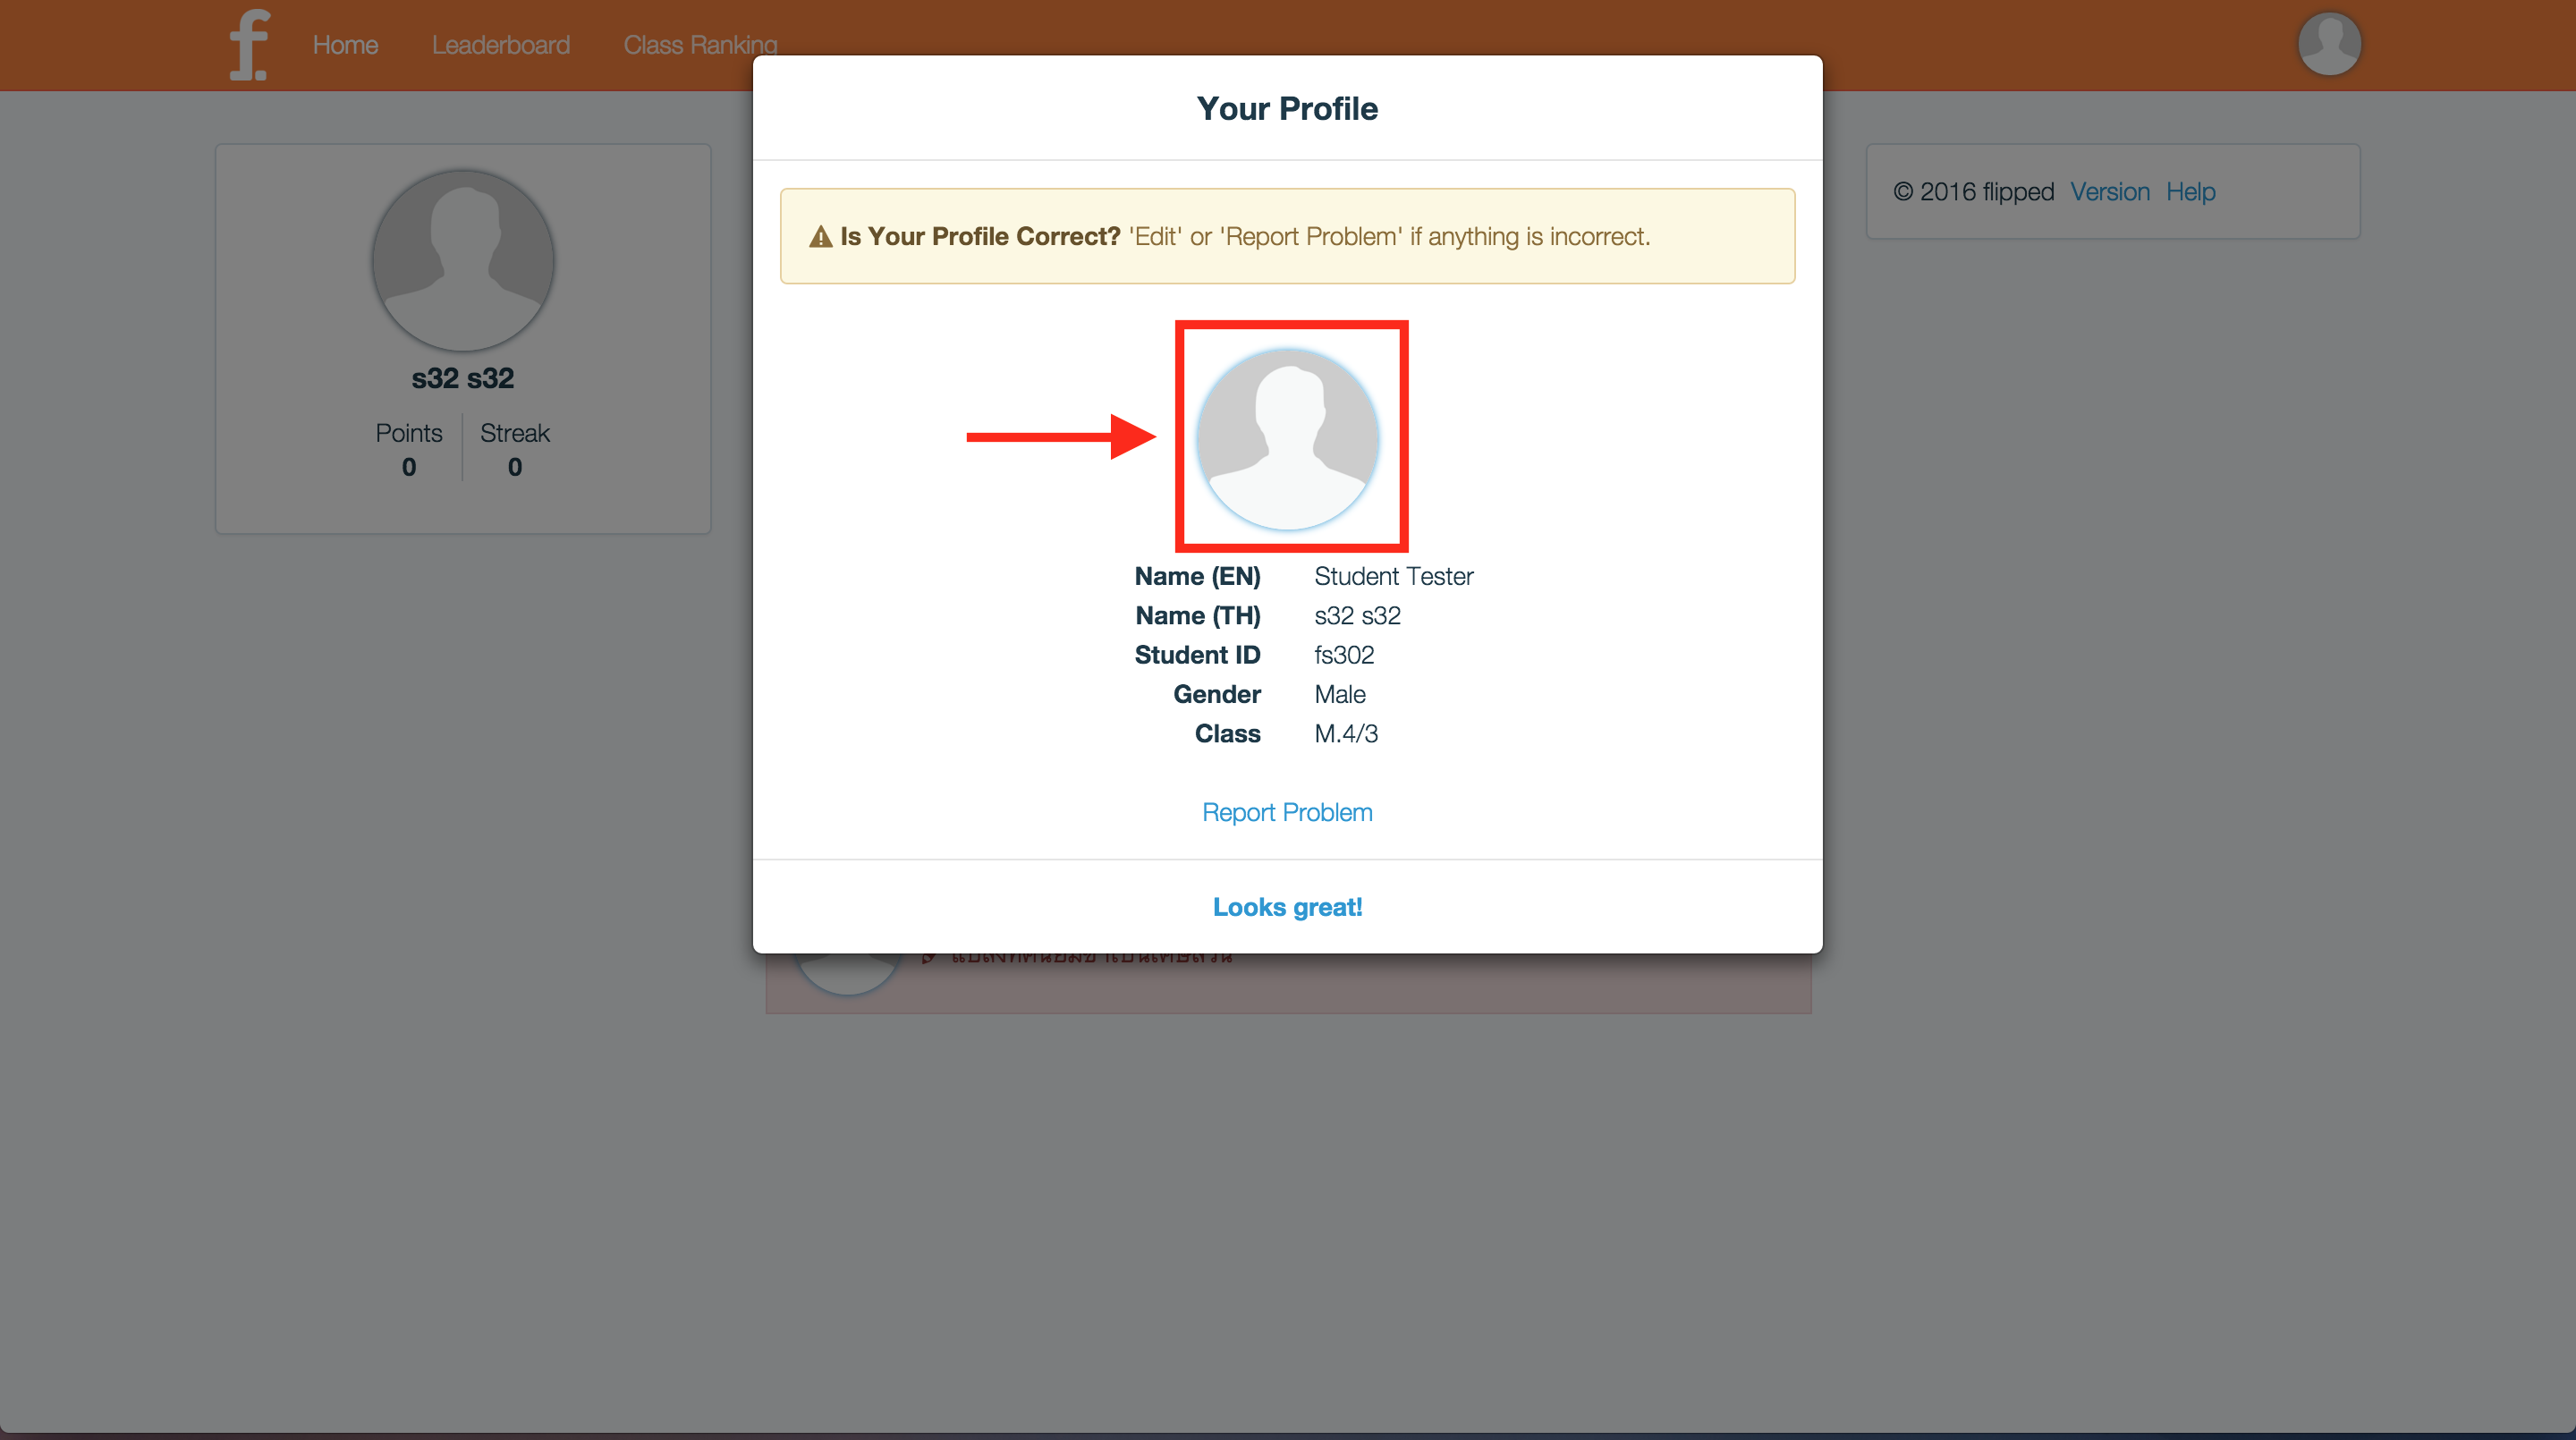 f.
Home Leaderboard Class Ranking
s32 s32
Points Streak
0 0
Your Profile
Is Your Profile Correct? 'Edit' or 'Report Problem' if anything is incorrect.
Name (EN) Student Tester
Name (TH) s32 s32
Student ID fs302
Gender Male
Class M.4/3
Report Problem
Looks great!
© 2016 flipped Version Help